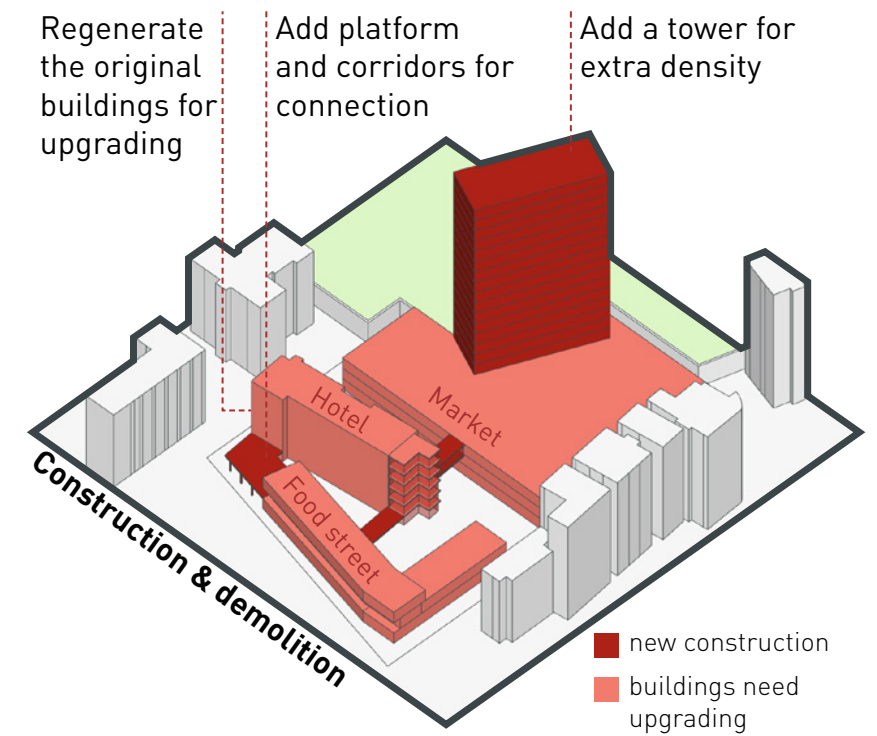 Regenerate
the original
buildings for
upgrading
Add platform
and corridors for
connection
Add a tower for
extra density
Hotel
Market
Food street
Construction & demolition
new construction
buildings need
upgrading